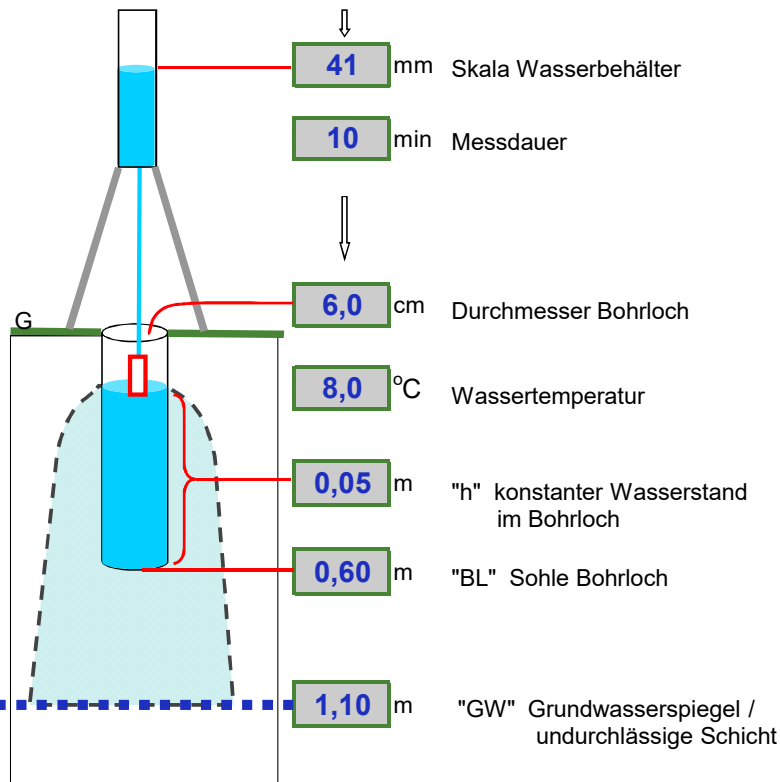 41 mm Skala Wasserbehälter
10 min Messdauer
6,0 cm Durchmesser Bohrloch
G
8,0 °C Wassertemperatur
0,05 m "h" konstanter Wasserstand
im Bohrloch
0,60 m "BL" Sohle Bohrloch
1,10 m "GW" Grundwasserspiegel /
undurchlässige Schicht